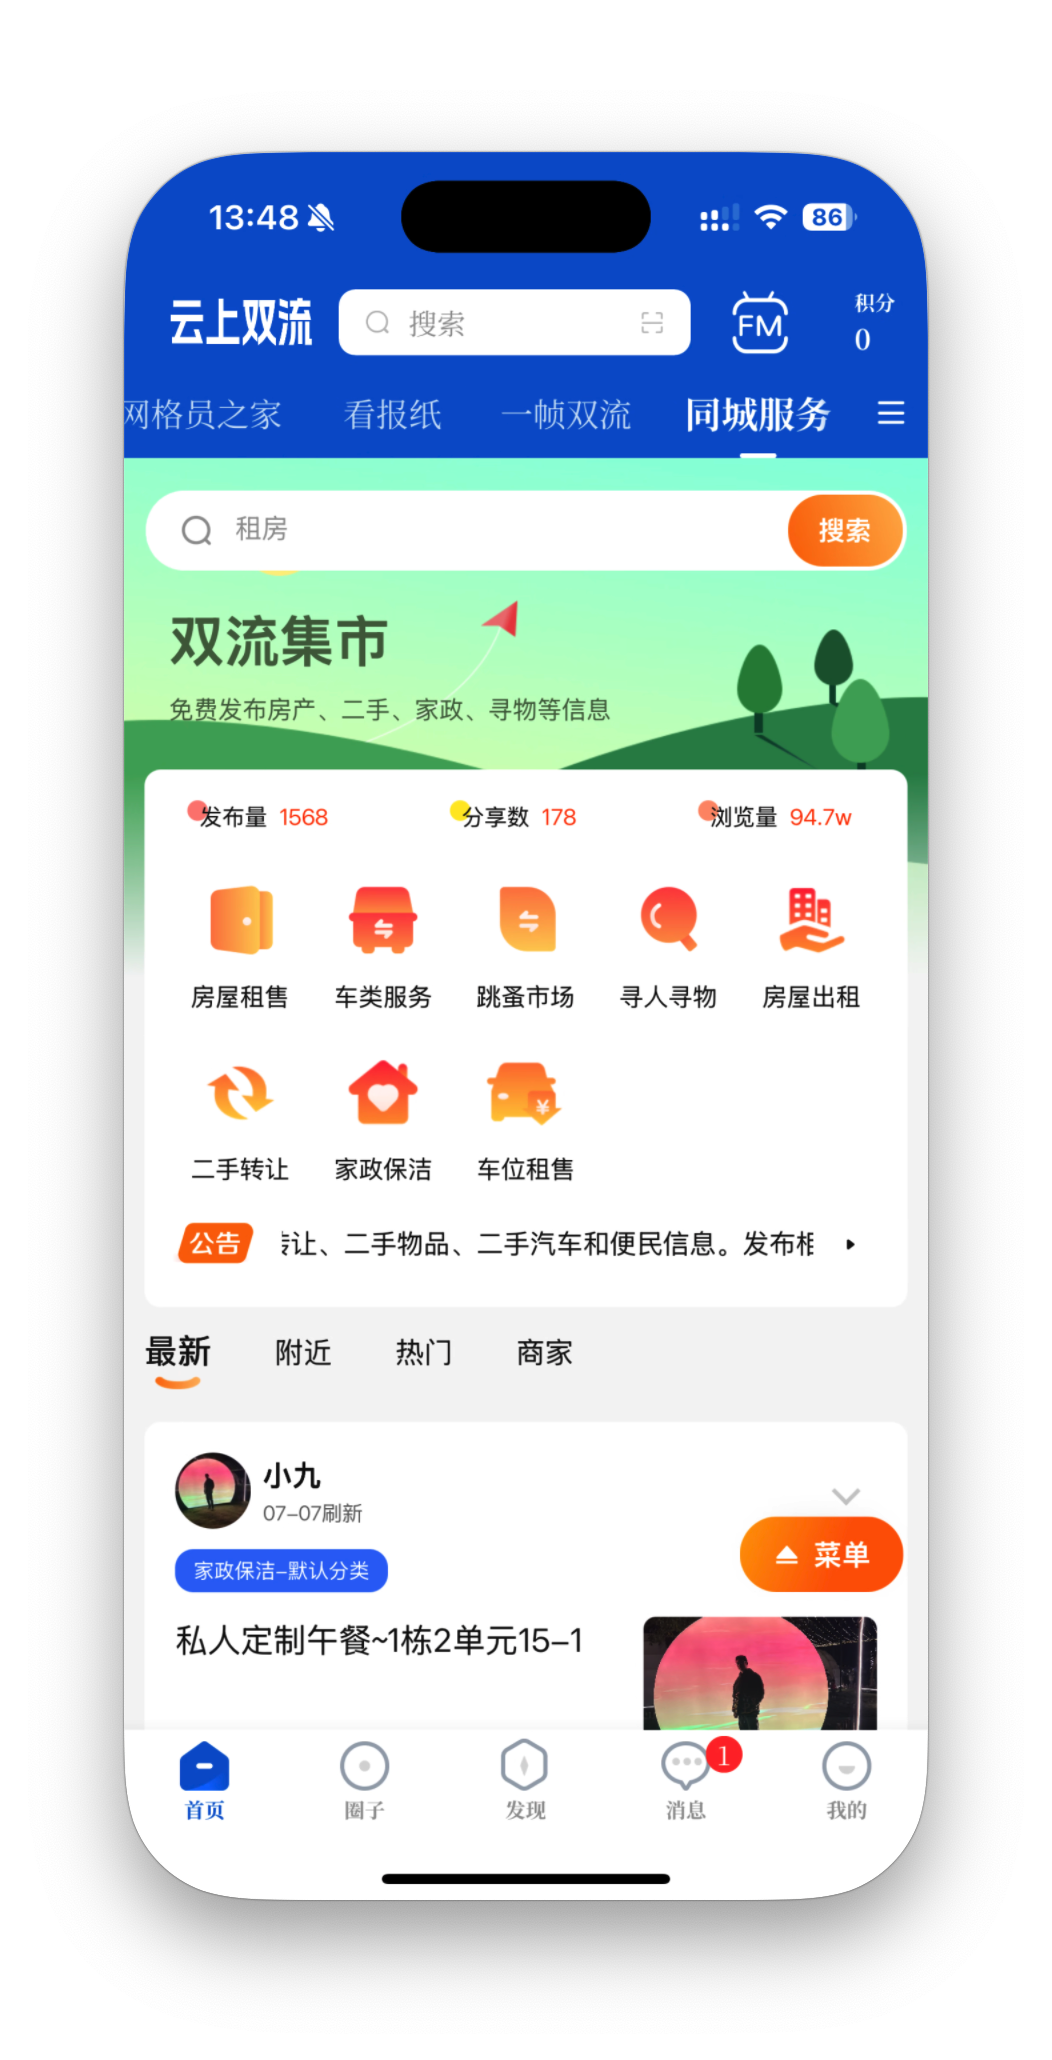 13:48
86
云上双流
搜索
FM
积分
0
网格员之家
看报纸
一帧双流
同城服务
租房
搜索
双流集市
免费发布房产、二手、家政、寻物等信息
发布量 1568
分享数 178
浏览量 94.7w
房屋租售
车类服务
跳蚤市场
寻人寻物
房屋出租
二手转让
家政保洁
车位租售
公告
让、二手物品、二手汽车和便民信息。发布
最新
附近
热门
商家
小九
07-07刷新
家政保洁-默认分类
菜单
私人定制午餐~1栋2单元15-1
首页
圈子
发现
消息
1
我的